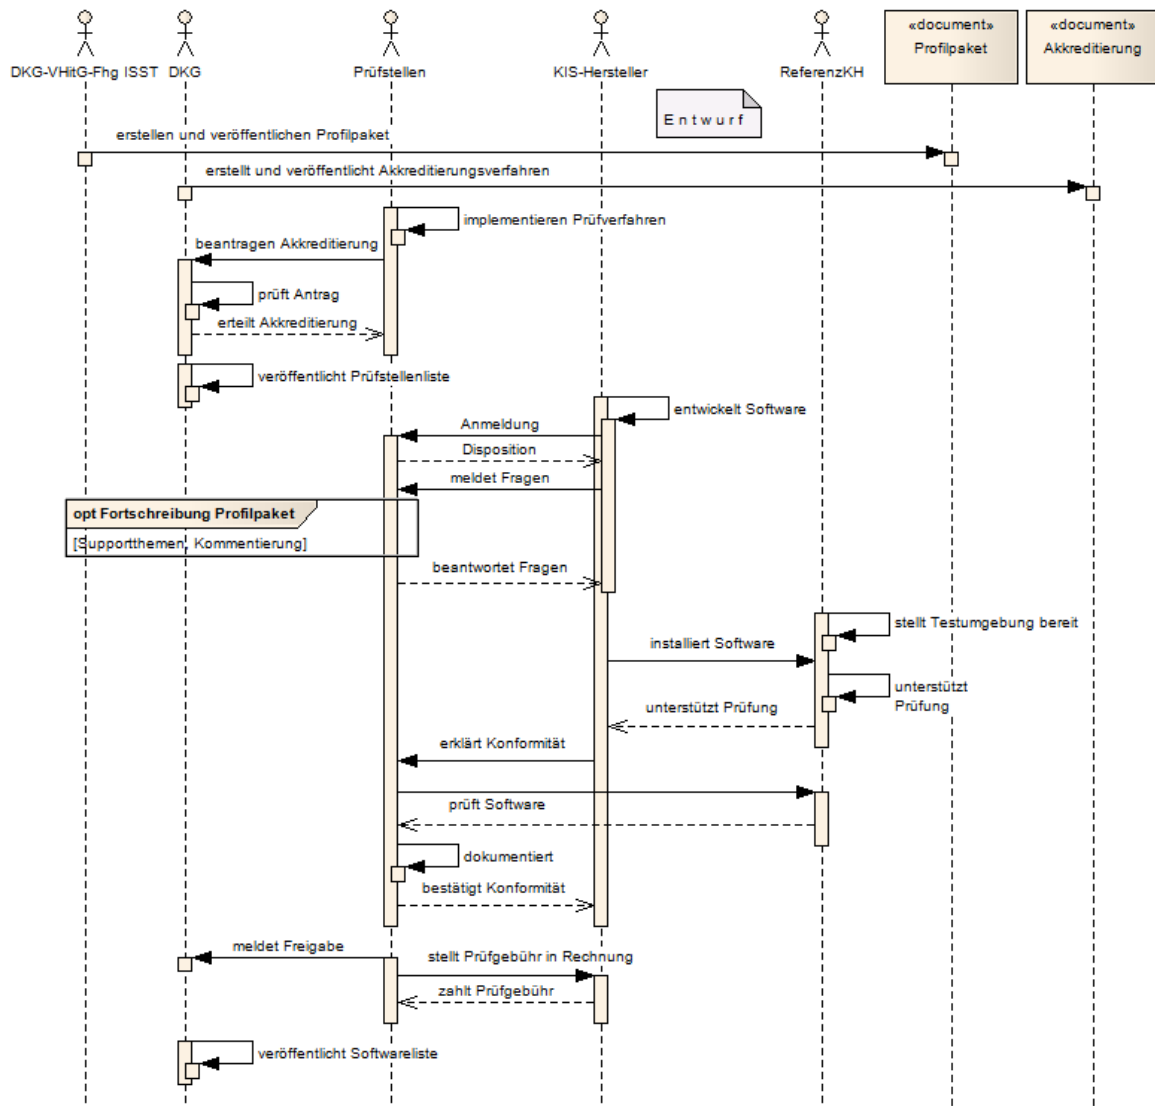 DKG-VHitG-Fhg ISST
DKG
Prüfstellen
KIS-Hersteller
ReferenzKH
«document»
Profilpaket
«document»
Akkreditierung
Entwurf
erstellen und veröffentlichen Profilpaket
erstellt und veröffentlicht Akkreditierungsverfahren
implementieren Prüfverfahren
beantragen Akkreditierung
prüft Antrag
erteilt Akkreditierung
veröffentlicht Prüfstellenliste
entwickelt Software
Anmeldung
Disposition
meldet Fragen
opt Fortschreibung Profilpaket
[Supportthemen, Kommentierung]
beantwortet Fragen
stellt Testumgebung bereit
installiert Software
unterstützt
Prüfung
unterstützt Prüfung
erklärt Konformität
prüft Software
dokumentiert
bestätigt Konformität
meldet Freigabe
stellt Prüfgebühr in Rechnung
zahlt Prüfgebühr
veröffentlicht Softwareliste